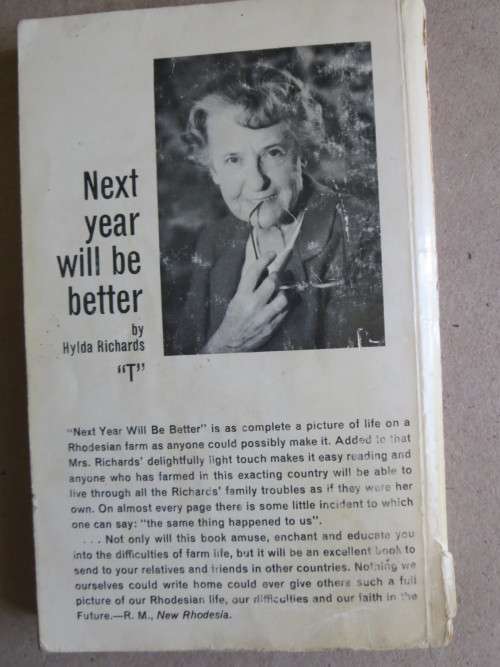 Next
year
will be
better
by
Hylda Richards
"T"
"Next Year Will Be Better" is as complete a picture of life on a
Rhodesian farm as anyone could possibly make it. Added to that
Mrs. Richards' delightfully light touch makes it easy reading and
anyone who has farmed in this exacting country will be able to
live through all the Richards' family troubles as if they were her
own. On almost every page there is some little incident to which
one can say: "the same thing happened to us".
. . . Not only will this book amuse, enchant and educate you
into the difficulties of farm life, but it will be an excellent book to
send to your relatives and friends in other countries. Nothing we
ourselves could write home could ever give others such a full
picture of our Rhodesian life, our difficulties and our faith in the
Future.—R. M., New Rhodesia.